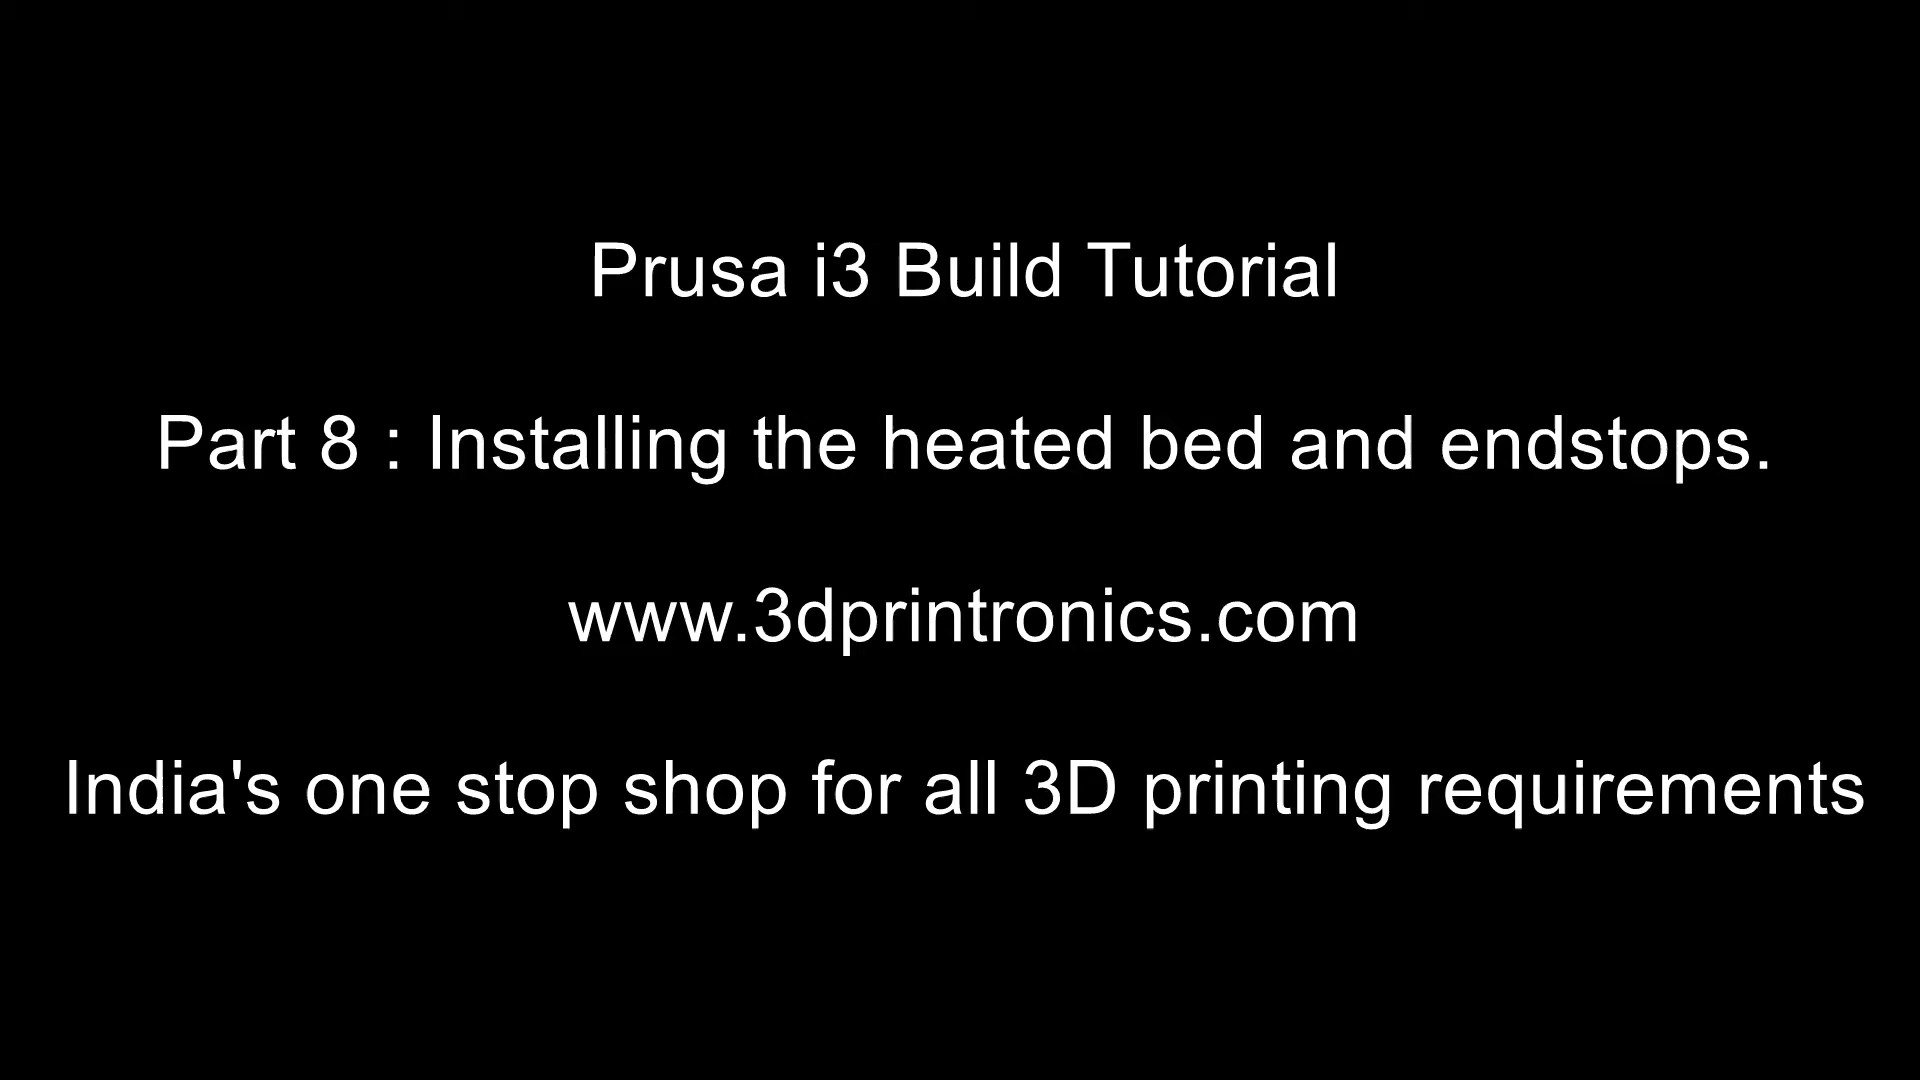 Prusa i3 Build Tutorial
Part 8 : Installing the heated bed and endstops.
www.3dprintronics.com
India's one stop shop for all 3D printing requirements